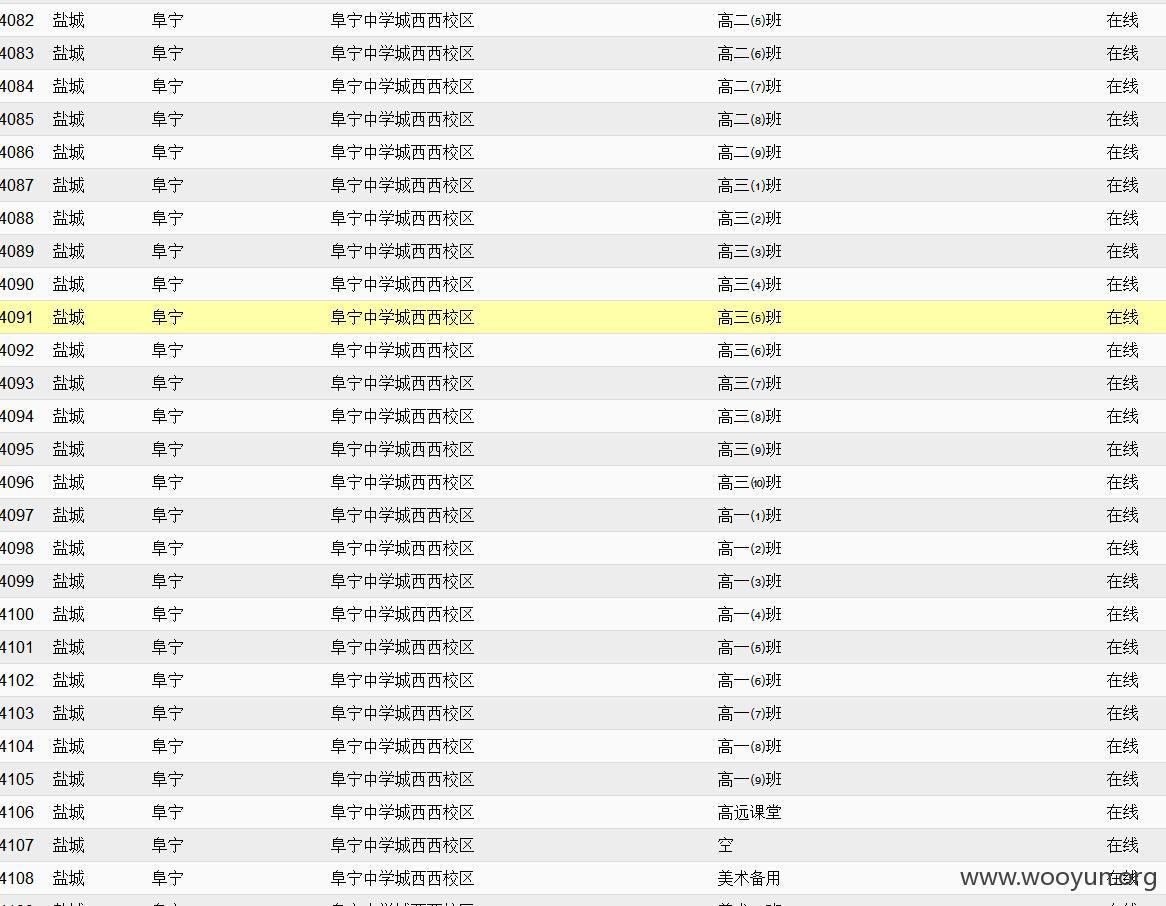 4082 盐城 阜宁 阜宁中学城西西校区 高二⑸班 在线
4083 盐城 阜宁 阜宁中学城西西校区 高二⑹班 在线
4084 盐城 阜宁 阜宁中学城西西校区 高二⑺班 在线
4085 盐城 阜宁 阜宁中学城西西校区 高二⑻班 在线
4086 盐城 阜宁 阜宁中学城西西校区 高二⑼班 在线
4087 盐城 阜宁 阜宁中学城西西校区 高三⑴班 在线
4088 盐城 阜宁 阜宁中学城西西校区 高三⑵班 在线
4089 盐城 阜宁 阜宁中学城西西校区 高三⑶班 在线
4090 盐城 阜宁 阜宁中学城西西校区 高三⑷班 在线
4091 盐城 阜宁 阜宁中学城西西校区 高三⑸班 在线
4092 盐城 阜宁 阜宁中学城西西校区 高三⑹班 在线
4093 盐城 阜宁 阜宁中学城西西校区 高三⑺班 在线
4094 盐城 阜宁 阜宁中学城西西校区 高三⑻班 在线
4095 盐城 阜宁 阜宁中学城西西校区 高三⑼班 在线
4096 盐城 阜宁 阜宁中学城西西校区 高三⑽班 在线
4097 盐城 阜宁 阜宁中学城西西校区 高一⑴班 在线
4098 盐城 阜宁 阜宁中学城西西校区 高一⑵班 在线
4099 盐城 阜宁 阜宁中学城西西校区 高一⑶班 在线
4100 盐城 阜宁 阜宁中学城西西校区 高一⑷班 在线
4101 盐城 阜宁 阜宁中学城西西校区 高一⑸班 在线
4102 盐城 阜宁 阜宁中学城西西校区 高一⑹班 在线
4103 盐城 阜宁 阜宁中学城西西校区 高一⑺班 在线
4104 盐城 阜宁 阜宁中学城西西校区 高一⑻班 在线
4105 盐城 阜宁 阜宁中学城西西校区 高一⑼班 在线
4106 盐城 阜宁 阜宁中学城西西校区 高远课堂 在线
4107 盐城 阜宁 阜宁中学城西西校区 空 在线
4108 盐城 阜宁 阜宁中学城西西校区 美术备用 在线
www.wooyun.org